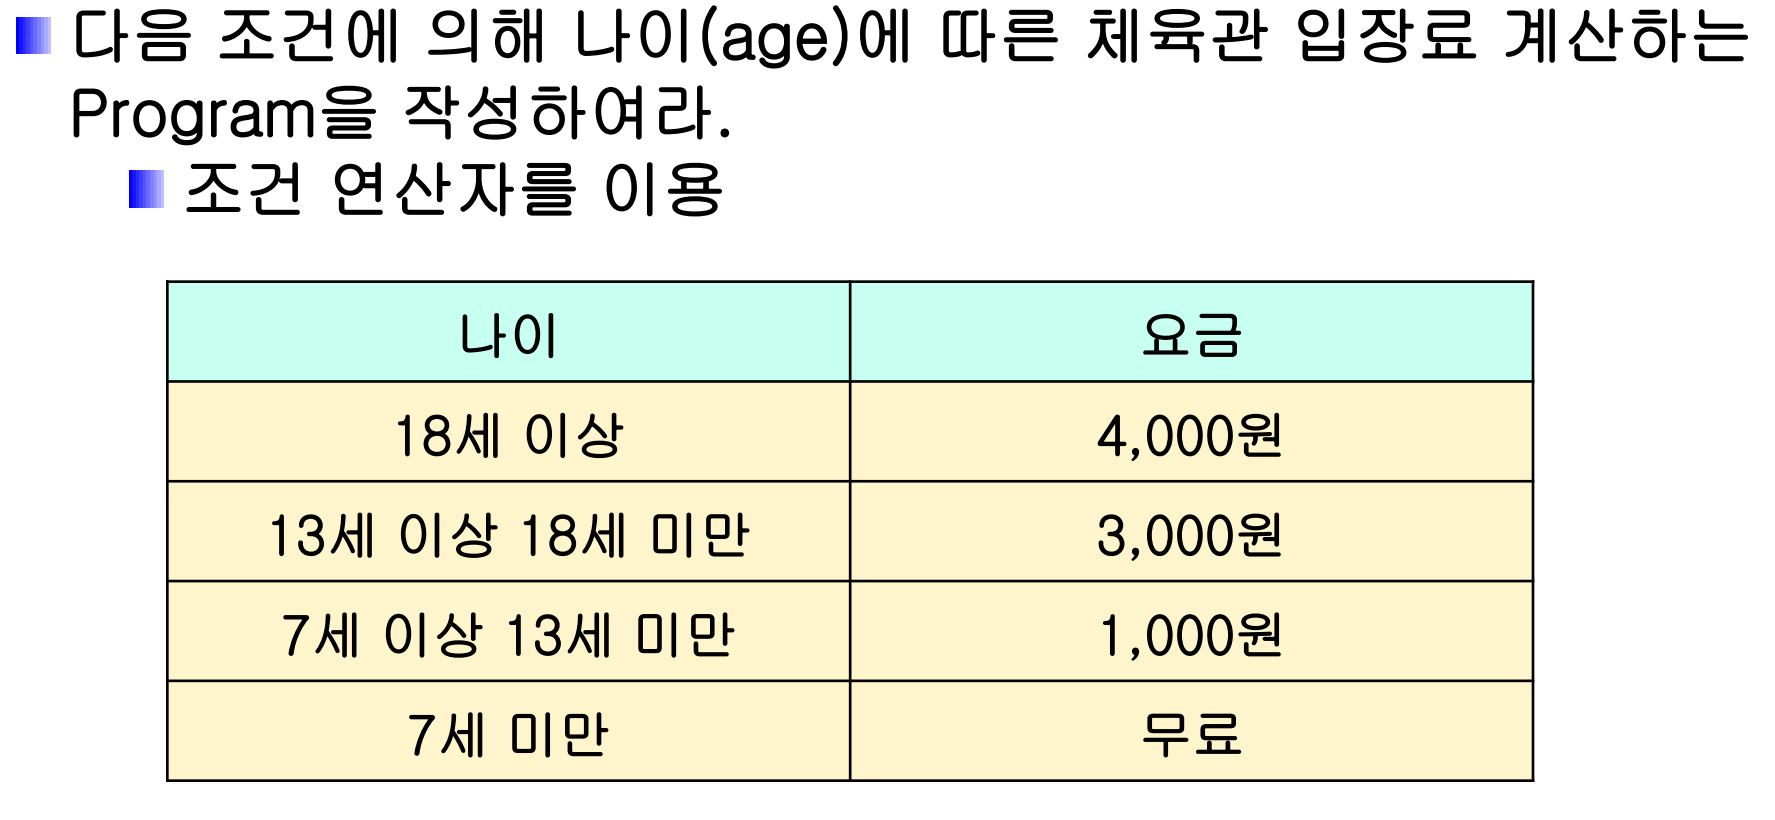 다음 조건에 의해 나이(age)에 따른 체육관 입장료 계산하는
Program을 작성하여라.
조건 연산자를 이용
나이 요금
18세 이상 4,000원
13세 이상 18세 미만 3,000원
7세 이상 13세 미만 1,000원
7세 미만 무료